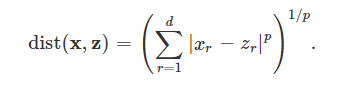 dist(x, z) = ( ∑_{r=1}^{d} |x_r − z_r|^p )^{1/p}.